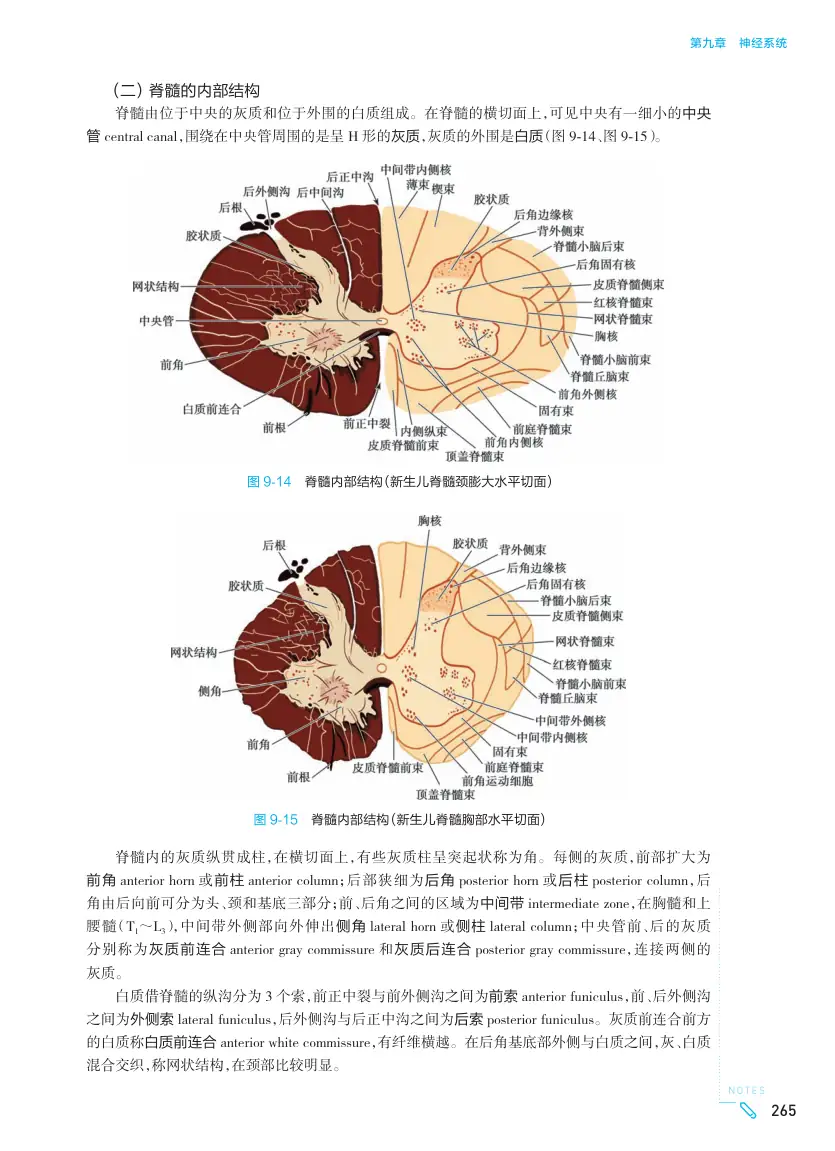 第九章 神经系统
(二)脊髓的内部结构
脊髓由位于中央的灰质和位于外围的白质组成。在脊髓的横切面上,可见中央有一细小的中央
管 central canal,围绕在中央管周围的是呈 H 形的灰质,灰质的外围是白质(图 9-14、图 9-15)。
中间带内侧核
后正中沟
薄束
楔束
后外侧沟
后中间沟
胶状质
后根
后角边缘核
背外侧束
胶状质
脊髓小脑后束
后角固有核
网状结构
皮质脊髓侧束
红核脊髓束
中央管
网状脊髓束
胸核
前角
脊髓小脑前束
脊髓丘脑束
前角外侧核
白质前连合
固有束
前根
前正中裂
内侧纵束
前庭脊髓束
皮质脊髓前束
前角内侧核
顶盖脊髓束
图 9-14 脊髓内部结构(新生儿脊髓颈膨大水平切面)
胸核
后根
胶状质
背外侧束
后角边缘核
胶状质
后角固有核
脊髓小脑后束
皮质脊髓侧束
网状脊髓束
网状结构
红核脊髓束
侧角
脊髓小脑前束
脊髓丘脑束
中间带外侧核
前角
中间带内侧核
固有束
前根
皮质脊髓前束
前庭脊髓束
前角运动细胞
顶盖脊髓束
图 9-15 脊髓内部结构(新生儿脊髓胸部水平切面)
脊髓内的灰质纵贯成柱,在横切面上,有些灰质柱呈突起状称为角。每侧的灰质,前部扩大为
前角 anterior horn 或前柱 anterior column;后部狭细为后角 posterior horn 或后柱 posterior column,后
角由后向前可分为头、颈和基底三部分;前、后角之间的区域为中间带 intermediate zone,在胸髓和上
腰髓(T₁～L₃),中间带外侧部向外伸出侧角 lateral horn 或侧柱 lateral column;中央管前、后的灰质
分别称为灰质前连合 anterior gray commissure 和灰质后连合 posterior gray commissure,连接两侧的
灰质。
白质借脊髓的纵沟分为 3 个索,前正中裂与前外侧沟之间为前索 anterior funiculus,前、后外侧沟
之间为外侧索 lateral funiculus,后外侧沟与后正中沟之间为后索 posterior funiculus。灰质前连合前方
的白质称白质前连合 anterior white commissure,有纤维横越。在后角基底部外侧与白质之间,灰、白质
混合交织,称网状结构,在颈部比较明显。
NOTES
265